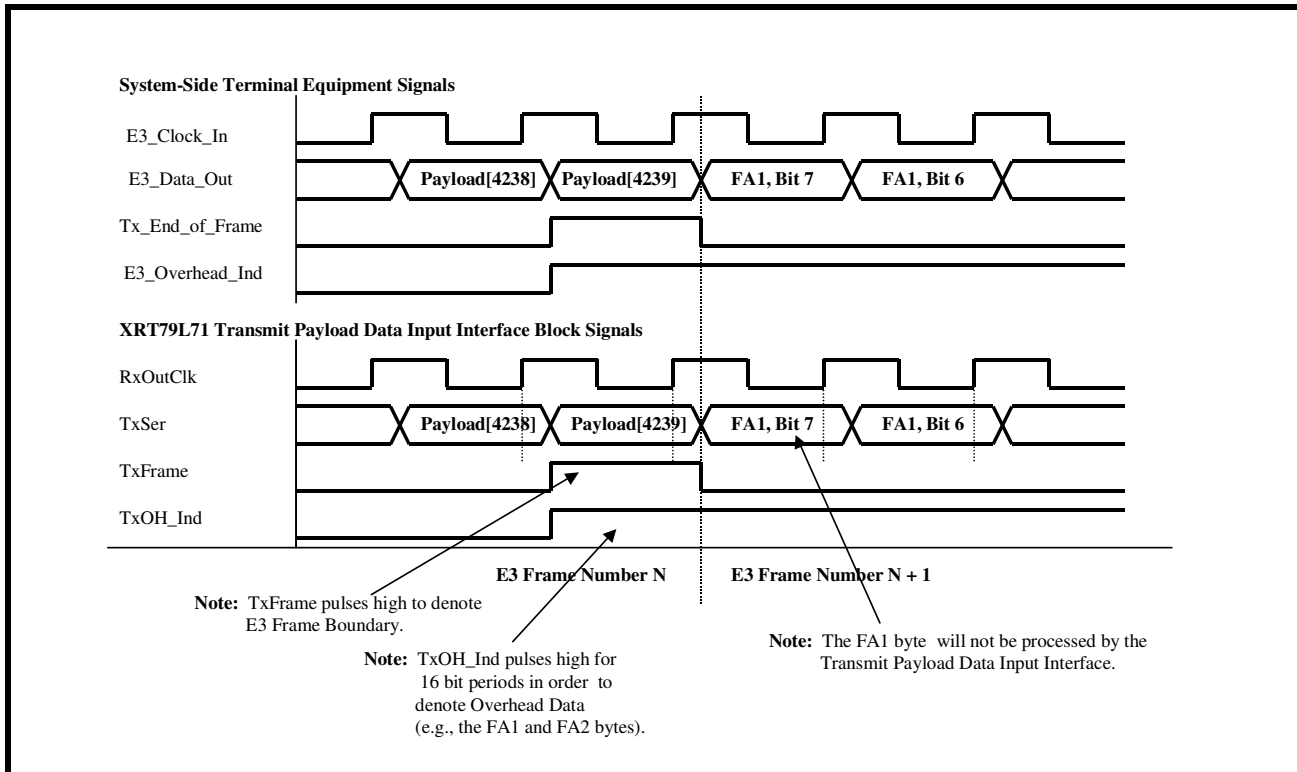 System-Side Terminal Equipment Signals
E3_Clock_In
E3_Data_Out
Payload[4238]
Payload[4239]
FA1, Bit 7
FA1, Bit 6
Tx_End_of_Frame
E3_Overhead_Ind
XRT79L71 Transmit Payload Data Input Interface Block Signals
RxOutClk
TxSer
Payload[4238]
Payload[4239]
FA1, Bit 7
FA1, Bit 6
TxFrame
TxOH_Ind
E3 Frame Number N
E3 Frame Number N + 1
Note: TxFrame pulses high to denote
E3 Frame Boundary.
Note: TxOH_Ind pulses high for
16 bit periods in order to
denote Overhead Data
(e.g., the FA1 and FA2 bytes).
Note: The FA1 byte will not be processed by the
Transmit Payload Data Input Interface.